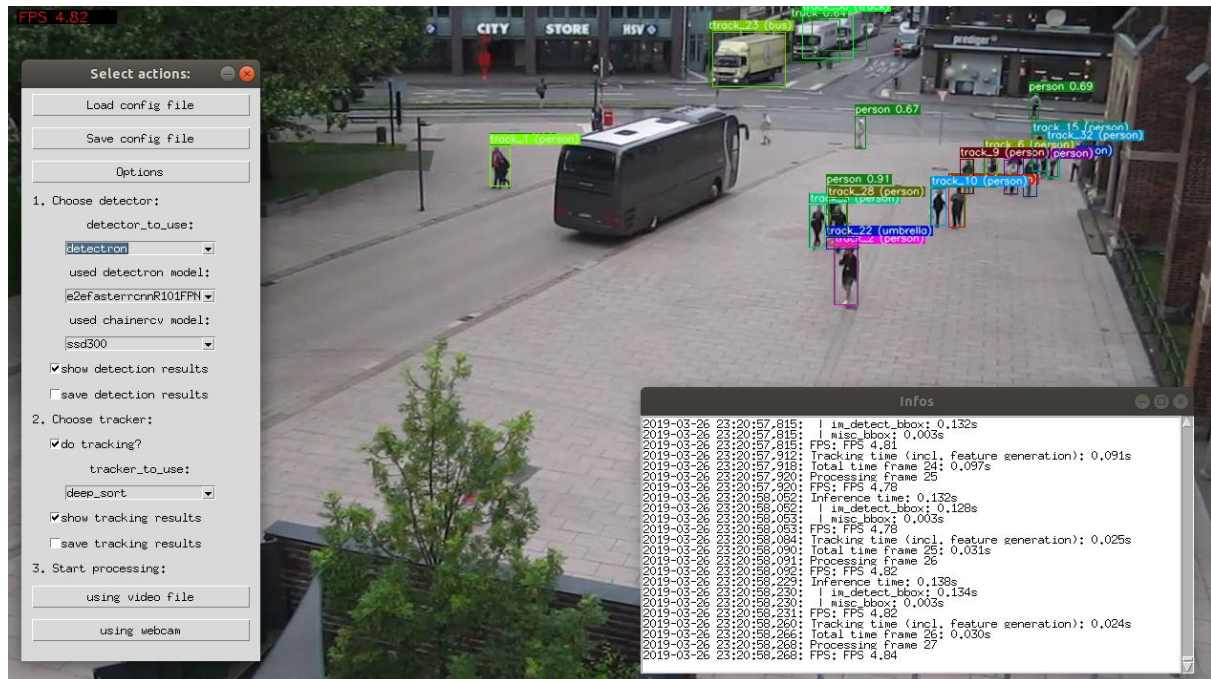 FPS 4.82
CITY STORE HSV
prediger
track_23 (bus)
truck 0.64
person 0.69
person 0.67
track_15 (person)
track_32 (person)
track_1 (person)
track_6 (person)
track_9 (person)
(person)
track_10 (person)
person 0.91
track_28 (person)
(person)
track_22 (umbrella)
track_2 (person)
Select actions:
Load config file
Save config file
Options
1. Choose detector:
detector_to_use:
detectron
used detectron model:
e2efasterrcnnR101FPN
used chainercv model:
ssd300
show detection results
save detection results
2. Choose tracker:
do tracking?
tracker_to_use:
deep_sort
show tracking results
save tracking results
3. Start processing:
using video file
using webcam
Infos
2019-03-26 23:20:57,815: | im_detect_bbox: 0.132s
2019-03-26 23:20:57,815: | misc_bbox: 0.003s
2019-03-26 23:20:57,815: FPS: FPS 4.81
2019-03-26 23:20:57,912: Tracking time (incl. feature generation): 0.091s
2019-03-26 23:20:57,918: Total time frame 24: 0.097s
2019-03-26 23:20:57,920: Processing frame 25
2019-03-26 23:20:57,920: FPS: FPS 4.78
2019-03-26 23:20:58,052: Inference time: 0.132s
2019-03-26 23:20:58,052: | im_detect_bbox: 0.128s
2019-03-26 23:20:58,053: | misc_bbox: 0.003s
2019-03-26 23:20:58,053: FPS: FPS 4.78
2019-03-26 23:20:58,084: Tracking time (incl. feature generation): 0.025s
2019-03-26 23:20:58,090: Total time frame 25: 0.031s
2019-03-26 23:20:58,091: Processing frame 26
2019-03-26 23:20:58,092: FPS: FPS 4.82
2019-03-26 23:20:58,229: Inference time: 0.138s
2019-03-26 23:20:58,230: | im_detect_bbox: 0.134s
2019-03-26 23:20:58,230: | misc_bbox: 0.003s
2019-03-26 23:20:58,231: FPS: FPS 4.82
2019-03-26 23:20:58,260: Tracking time (incl. feature generation): 0.024s
2019-03-26 23:20:58,266: Total time frame 26: 0.030s
2019-03-26 23:20:58,268: Processing frame 27
2019-03-26 23:20:58,268: FPS: FPS 4.84